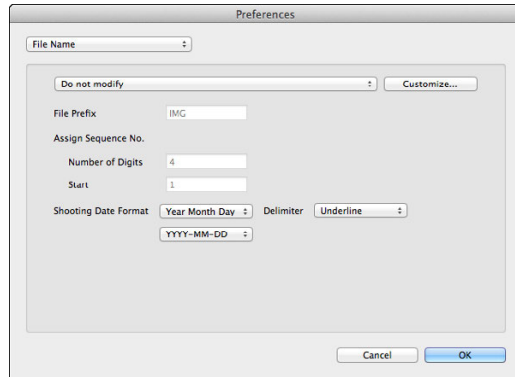 Preferences
File Name
Do not modify Customize...
File Prefix IMG
Assign Sequence No.
Number of Digits 4
Start 1
Shooting Date Format Year Month Day Delimiter Underline
YYYY-MM-DD
Cancel OK